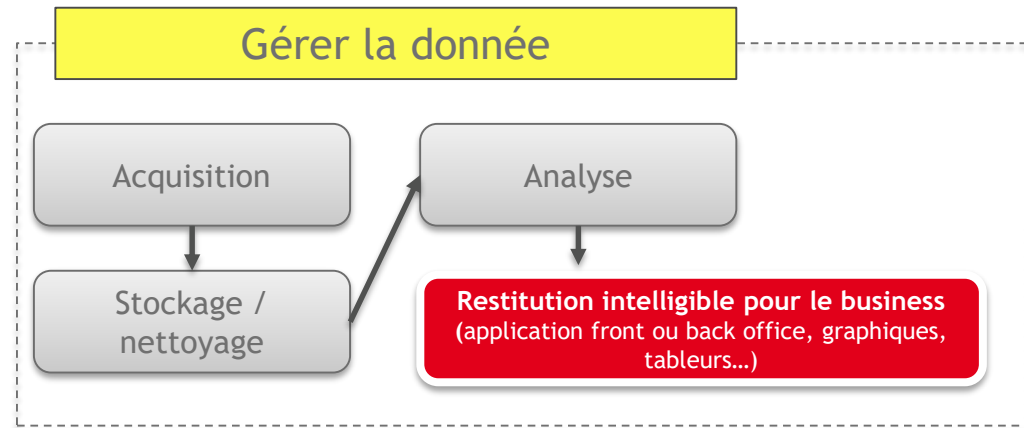 Gérer la donnée
Acquisition
Stockage /
nettoyage
Analyse
Restitution intelligible pour le business
(application front ou back office, graphiques,
tableurs…)